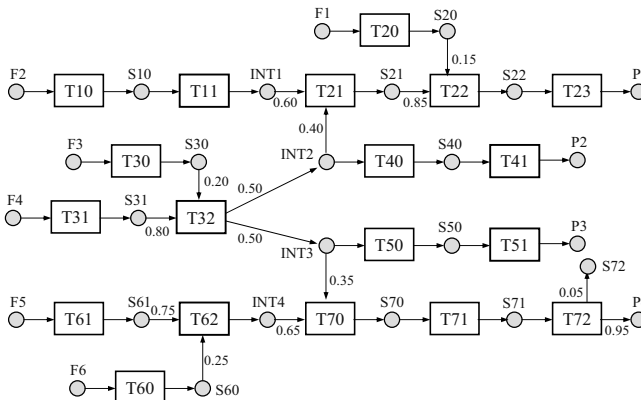 F1
T20
S20
0.15
F2
T10
S10
T11
INT1
0.60
T21
S21
0.85
T22
S22
T23
P
0.40
F3
T30
S30
0.20
0.50
INT2
T40
S40
T41
P2
F4
T31
S31
0.80
T32
0.50
INT3
T50
S50
T51
P3
S72
0.35
0.05
F5
T61
S61
0.75
T62
INT4
0.65
T70
S70
T71
S71
T72
0.95
P
0.25
F6
T60
S60